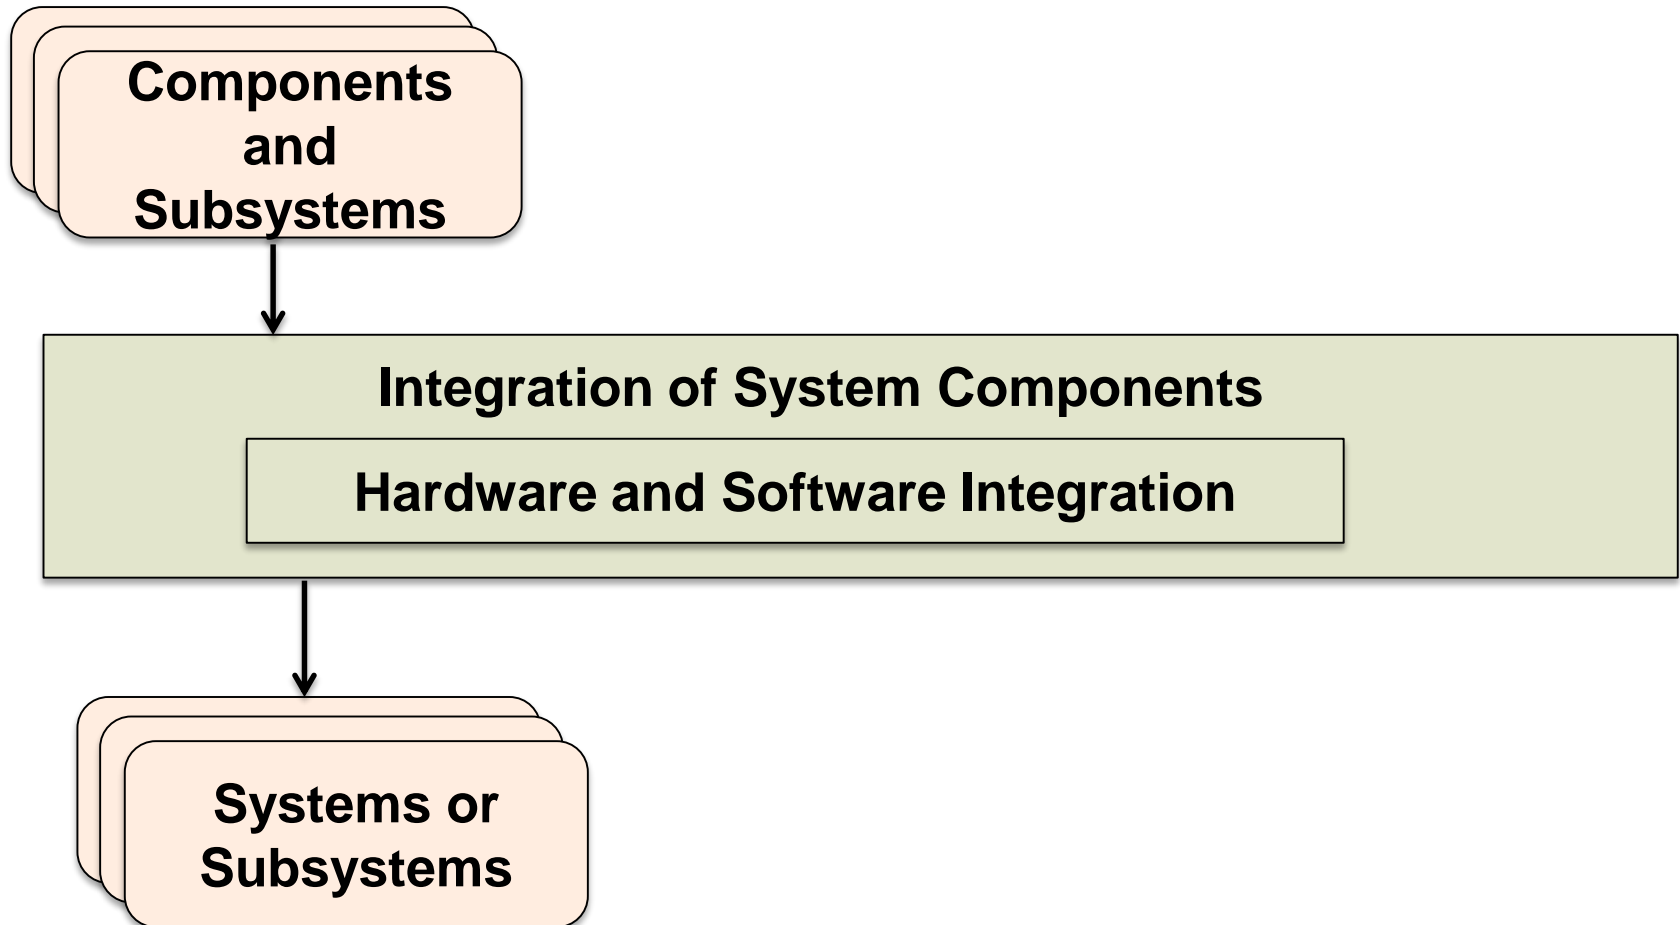 Components
and
Subsystems
Integration of System Components
Hardware and Software Integration
Systems or
Subsystems